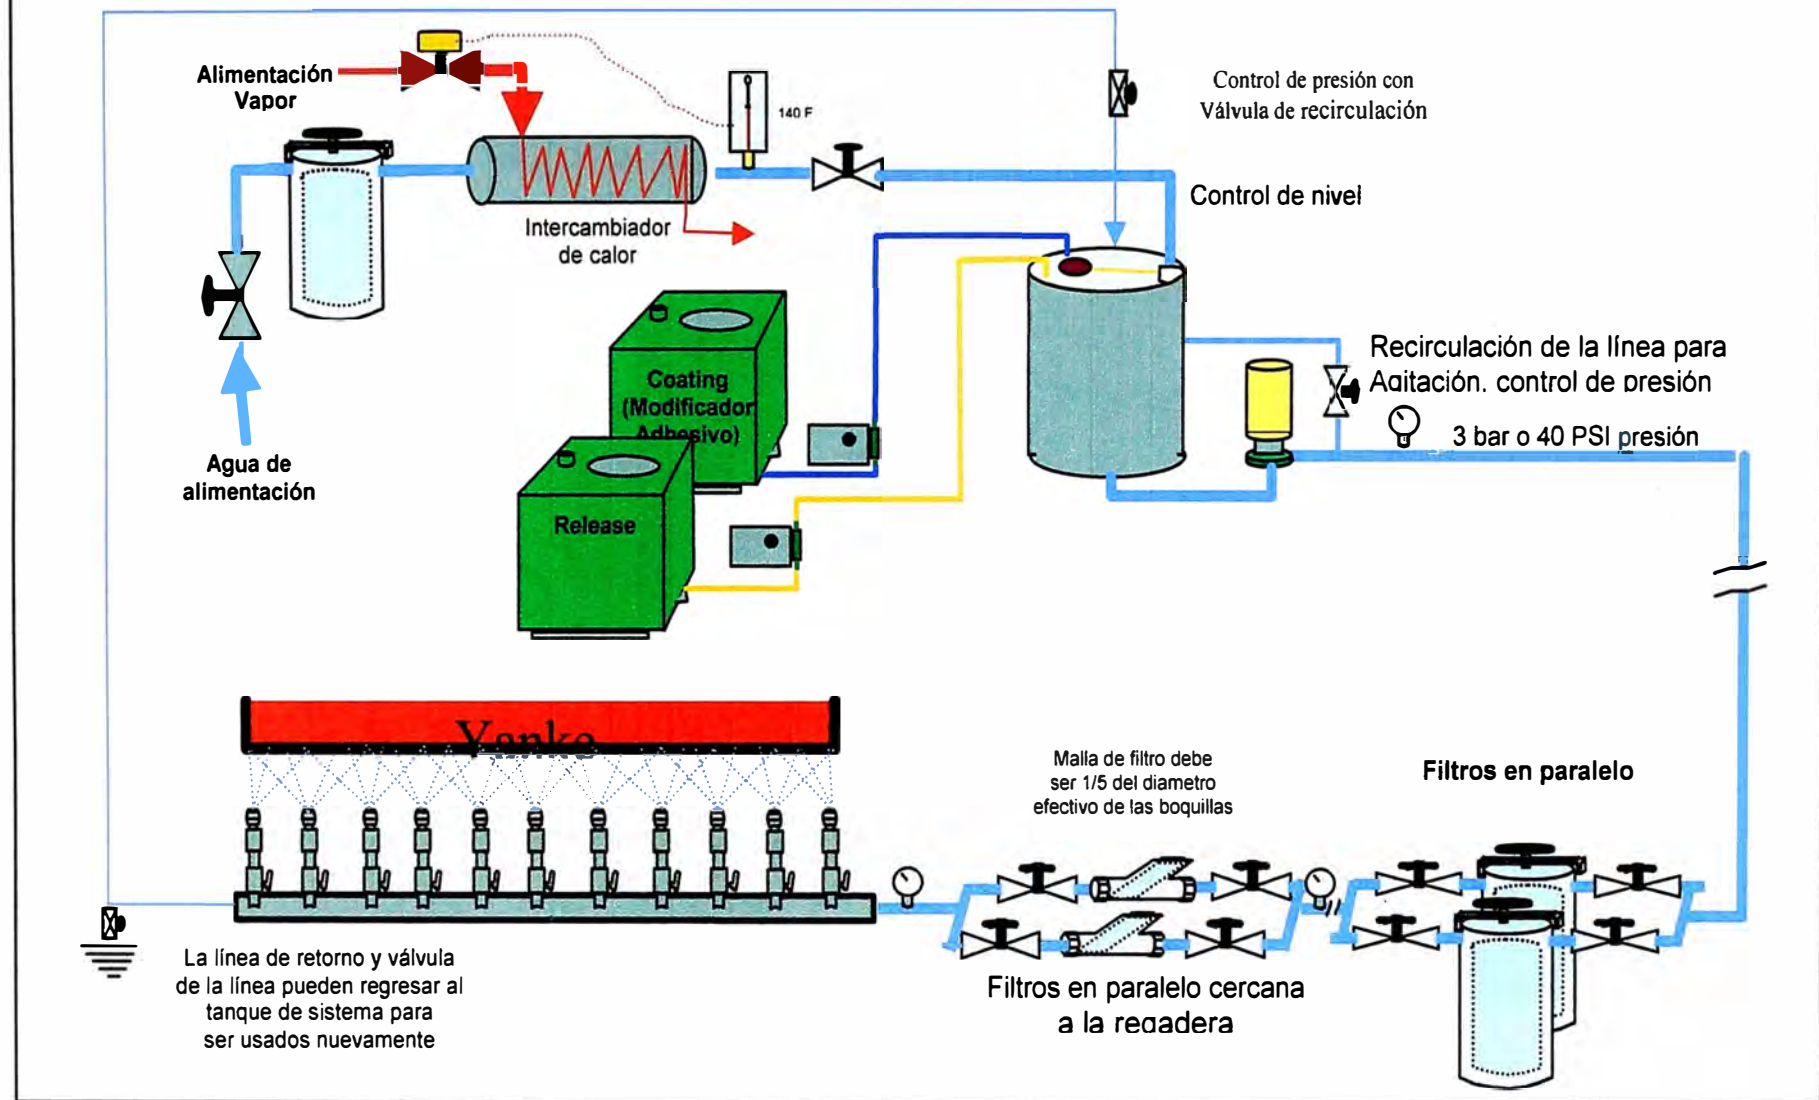 Alimentación
Vapor
140 F
Control de presión con
Válvula de recirculación
Control de nivel
Intercambiador
de calor
Agua de
alimentación
Coating
(Modificador
Adhesivo)
Release
Recirculación de la línea para
Agitación, control de presión
3 bar o 40 PSI presión
Yanke
Malla de filtro debe
ser 1/5 del diametro
efectivo de las boquillas
Filtros en paralelo
Filtros en paralelo cercana
a la regadera
La línea de retorno y válvula
de la línea pueden regresar al
tanque de sistema para
ser usados nuevamente